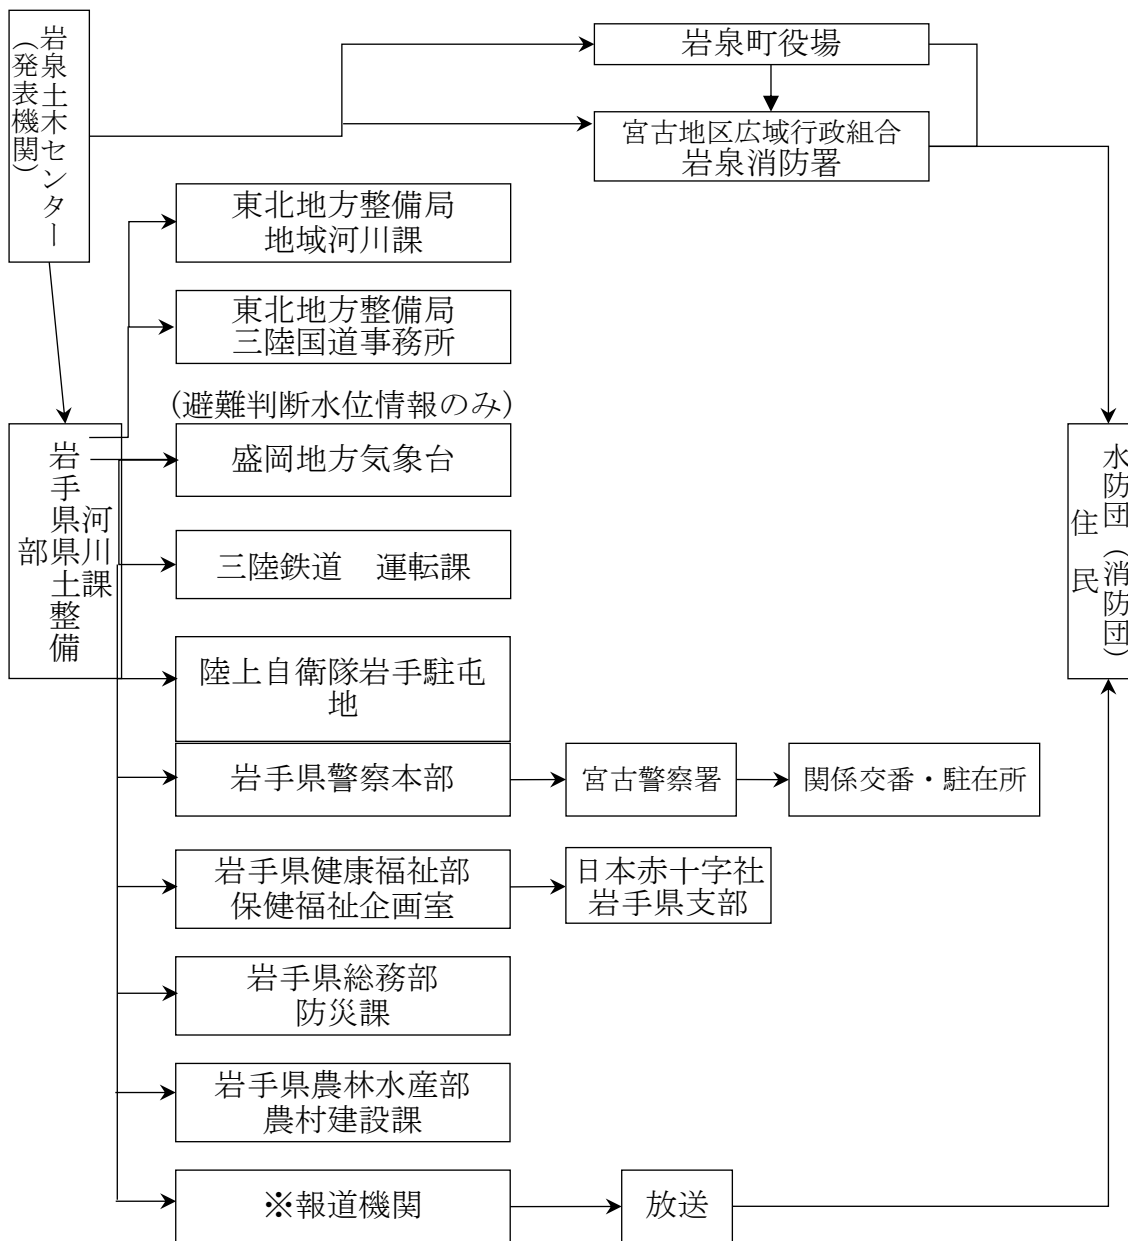 岩泉土木センター
(発表機関)
岩泉町役場
宮古地区広域行政組合
岩泉消防署
東北地方整備局
地域河川課
東北地方整備局
三陸国道事務所
(避難判断水位情報のみ)
盛岡地方気象台
河川課
岩手県県土整備
部
三陸鉄道　運転課
水防団(消防団)
住民
陸上自衛隊岩手駐屯
地
岩手県警察本部
宮古警察署
関係交番・駐在所
岩手県健康福祉部
保健福祉企画室
日本赤十字社
岩手県支部
岩手県総務部
防災課
岩手県農林水産部
農村建設課
※報道機関
放送